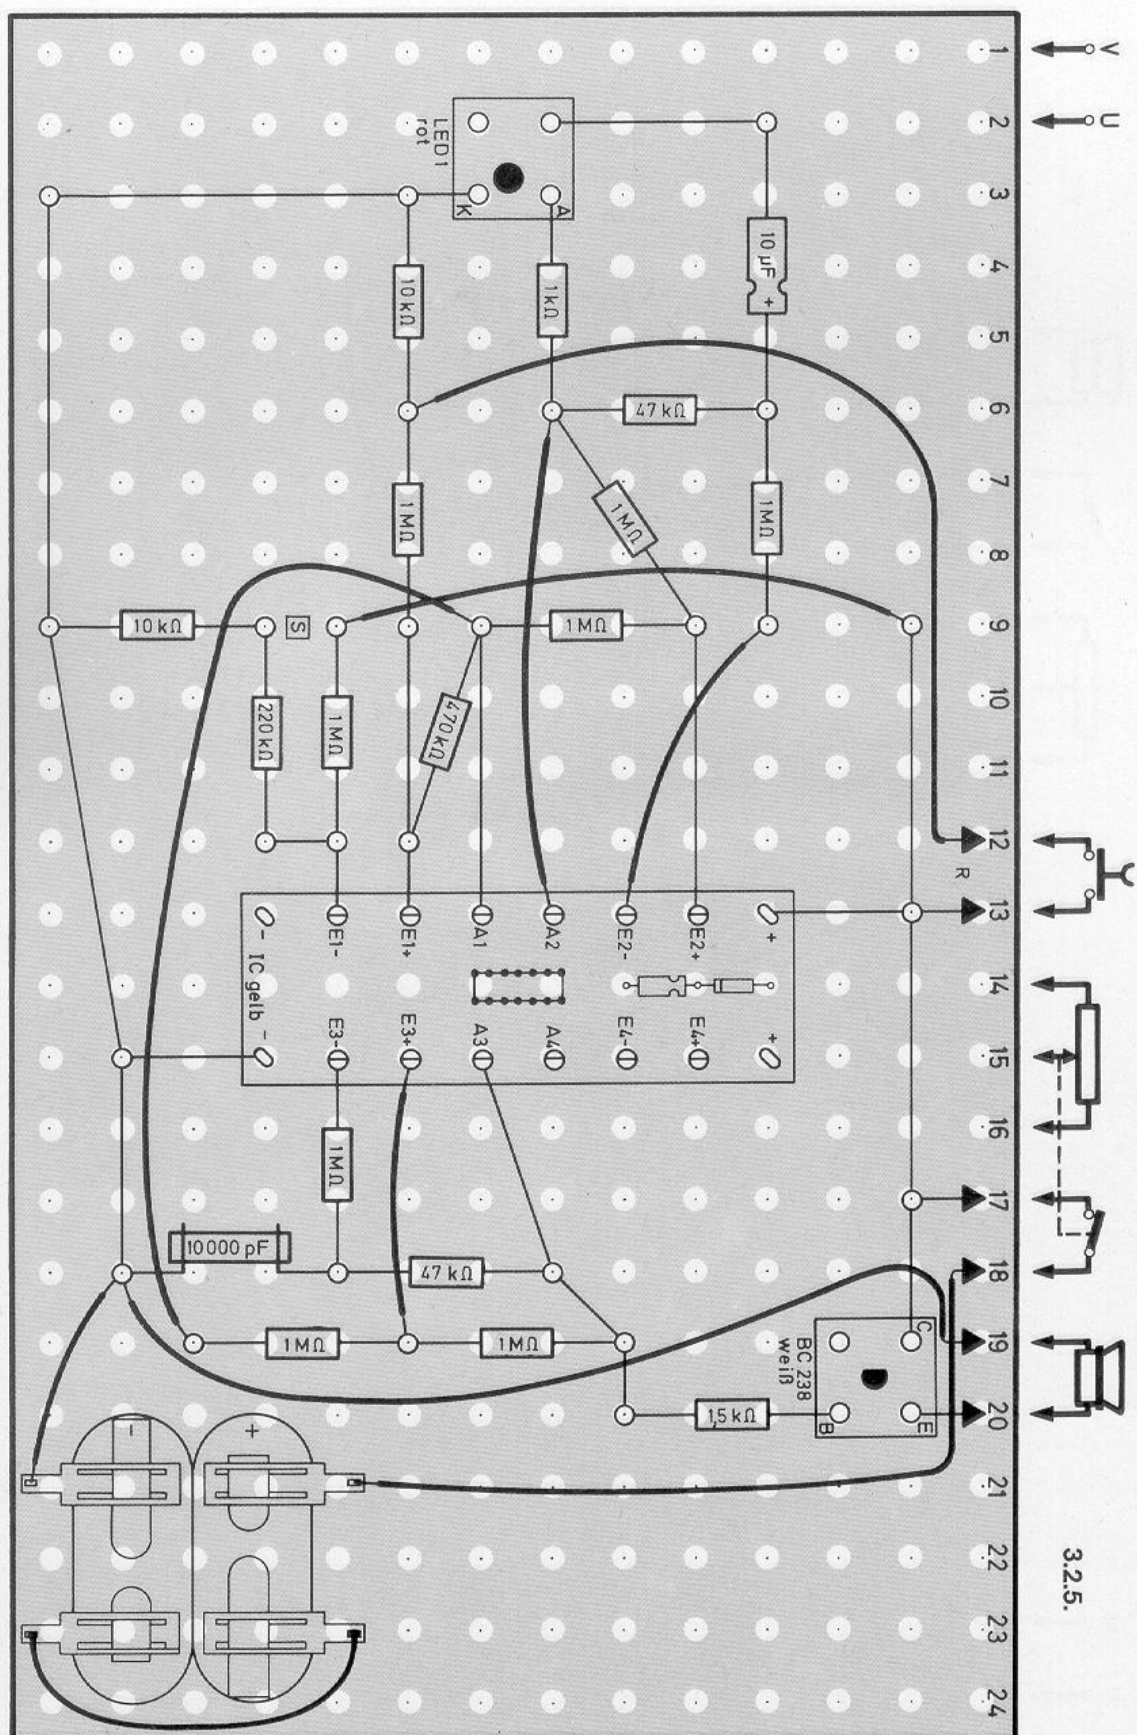 V
U
1
2
3
4
5
6
7
8
9
10
11
12
13
14
15
16
17
18
19
20
21
22
23
24
R
3.2.5.
LED1
rot
K
A
10 µF
+
10 kΩ
1 kΩ
47 kΩ
1 MΩ
1 MΩ
1 MΩ
10 kΩ
S
1 MΩ
220 kΩ
1 MΩ
470 kΩ
-
E1-
E1+
A1
A2
E2-
E2+
+
IC gelb
-
E3-
E3+
A3
A4
E4-
E4+
+
1 MΩ
10000 pF
47 kΩ
1 MΩ
1 MΩ
BC 238
weiß
C
B
E
1,5 kΩ
-
+